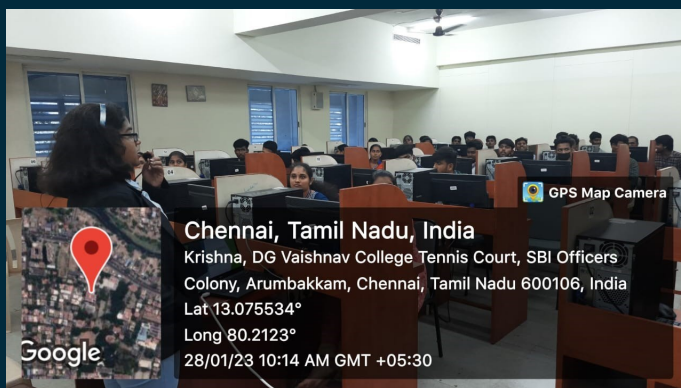 GPS Map Camera
Chennai, Tamil Nadu, India
Krishna, DG Vaishnav College Tennis Court, SBI Officers
Colony, Arumbakkam, Chennai, Tamil Nadu 600106, India
Lat 13.075534°
Long 80.2123°
28/01/23 10:14 AM GMT +05:30
Google